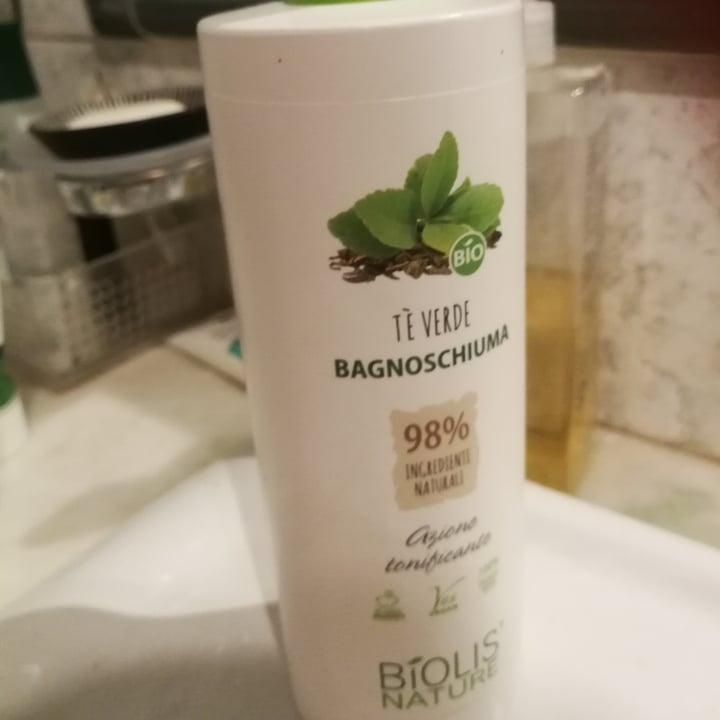 BIO
TÈ VERDE
BAGNOSCHIUMA
98%
INGREDIENTI
NATURALI
Azione
tonificante
BIOLIS
NATURE